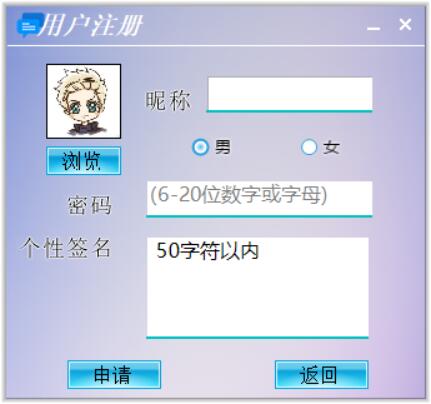 用户注册
昵称
男 女
浏览
密码 (6-20位数字或字母)
个性签名 50字符以内
申请 返回